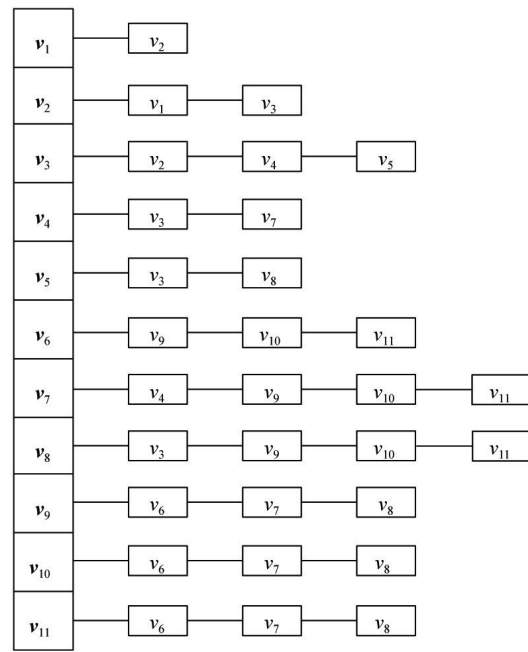 v₁ v₂
v₂ v₁ v₃
v₃ v₂ v₄ v₅
v₄ v₃ v₇
v₅ v₃ v₈
v₆ v₉ v₁₀ v₁₁
v₇ v₄ v₉ v₁₀ v₁₁
v₈ v₃ v₉ v₁₀ v₁₁
v₉ v₆ v₇ v₈
v₁₀ v₆ v₇ v₈
v₁₁ v₆ v₇ v₈